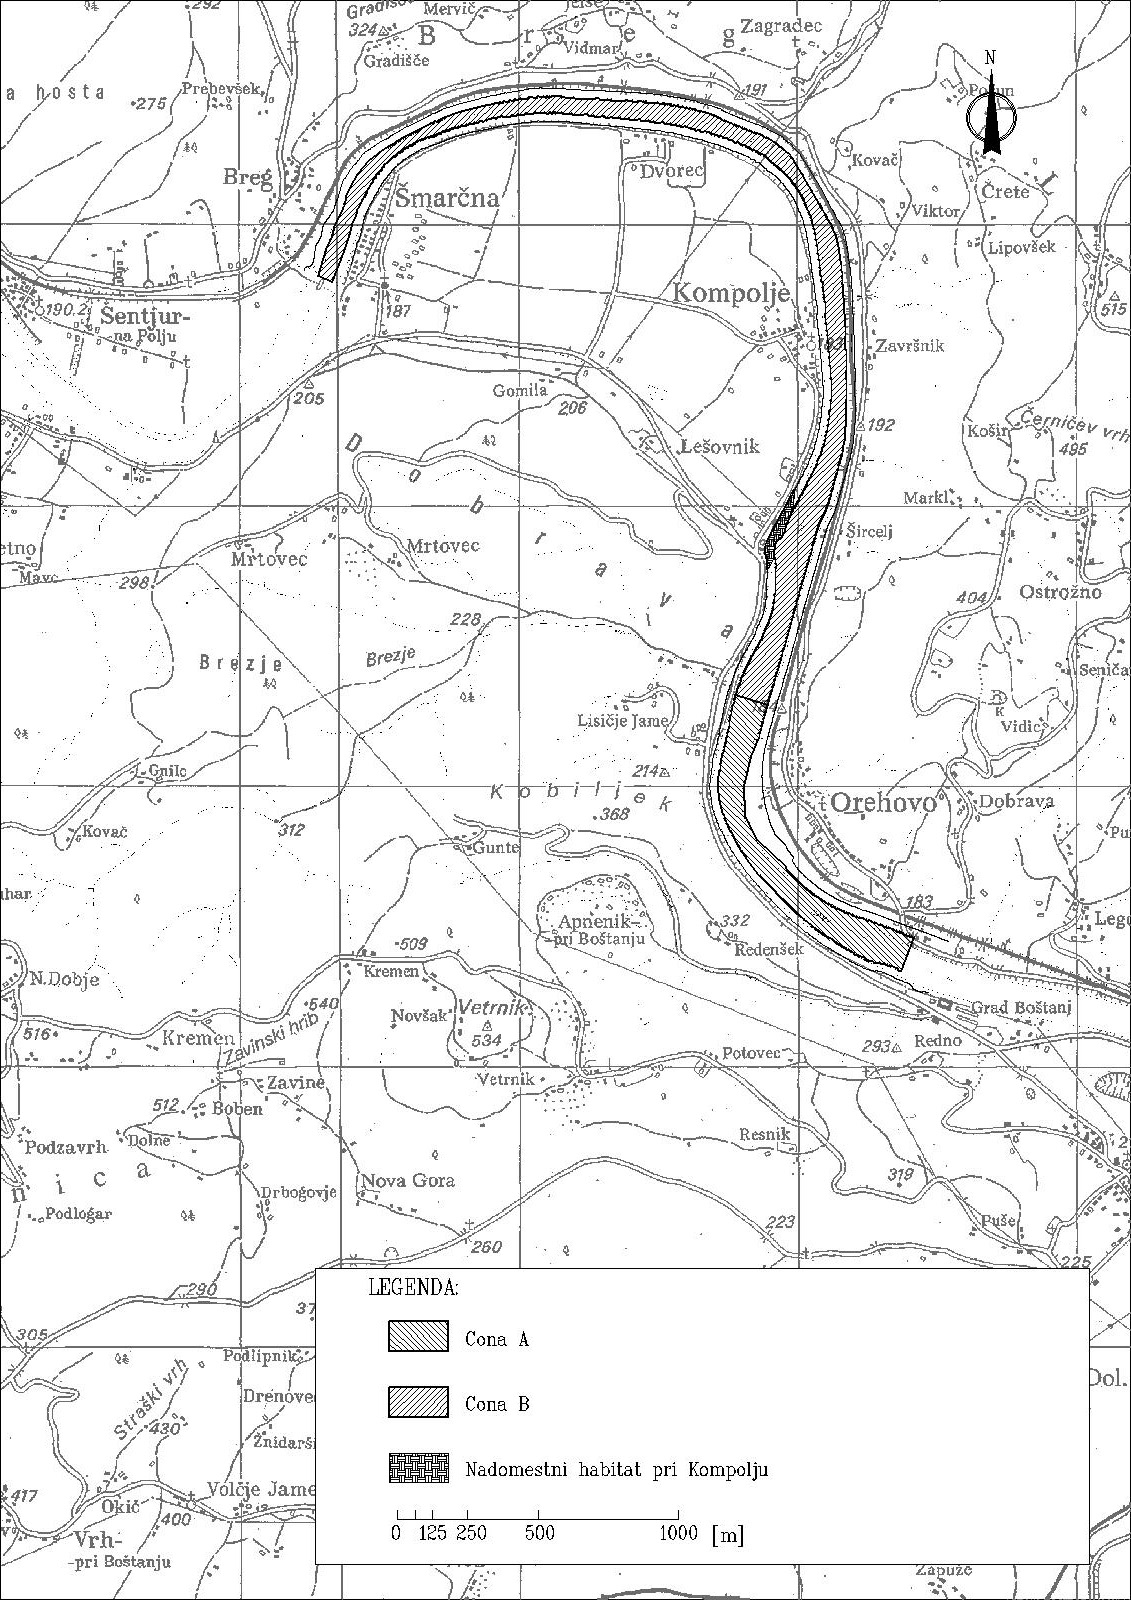 292
Gradišče
Mervič
324
B r e g
Zagradec
Vidmar
Gradišče
N
a hosta
275
Prebevšek
191
Breg
Šmarčna
Dvorec
Kovač
Črete
Viktor
Lipovšek
190.2
Šentjur-
na Polju
187
Kompolje
515
Završnik
205
Gomila
206
192
Lešovnik
Košir
Černičev vrh
495
D o b r a v a
Markl
Šircelj
Mrtovec
Mrtovec
Mavc
298
404
Ostrožno
228
Brezje
Brezje
Lisičje Jame
Vidic
214
Gnilc
Kobiljek
368
Orehovo
Dobrava
Kovač
312
Gunte
183
Apnenik-
-pri Boštanju
332
Redenšek
509
Kremen
N.Dobje
540
Novšak
Vetrnik
534
Grad Boštanj
516
Kremen
Zavinski hrib
293
Redno
Potovec
Zavine
Vetrnik
512
Boben
Podzavrh
Dolne
Resnik
n i c a
Nova Gora
319
Drbogovje
Podlogar
223
Puše
260
225
290
LEGENDA:
305
Cona A
Podlipnik
Dol.
Straški vrh
Cona B
430
Nadomestni habitat pri Kompolju
417
Okič
Volčje Jame
400
0 125 250 500 1000 [m]
Vrh-
-pri Boštanju
Zapuže